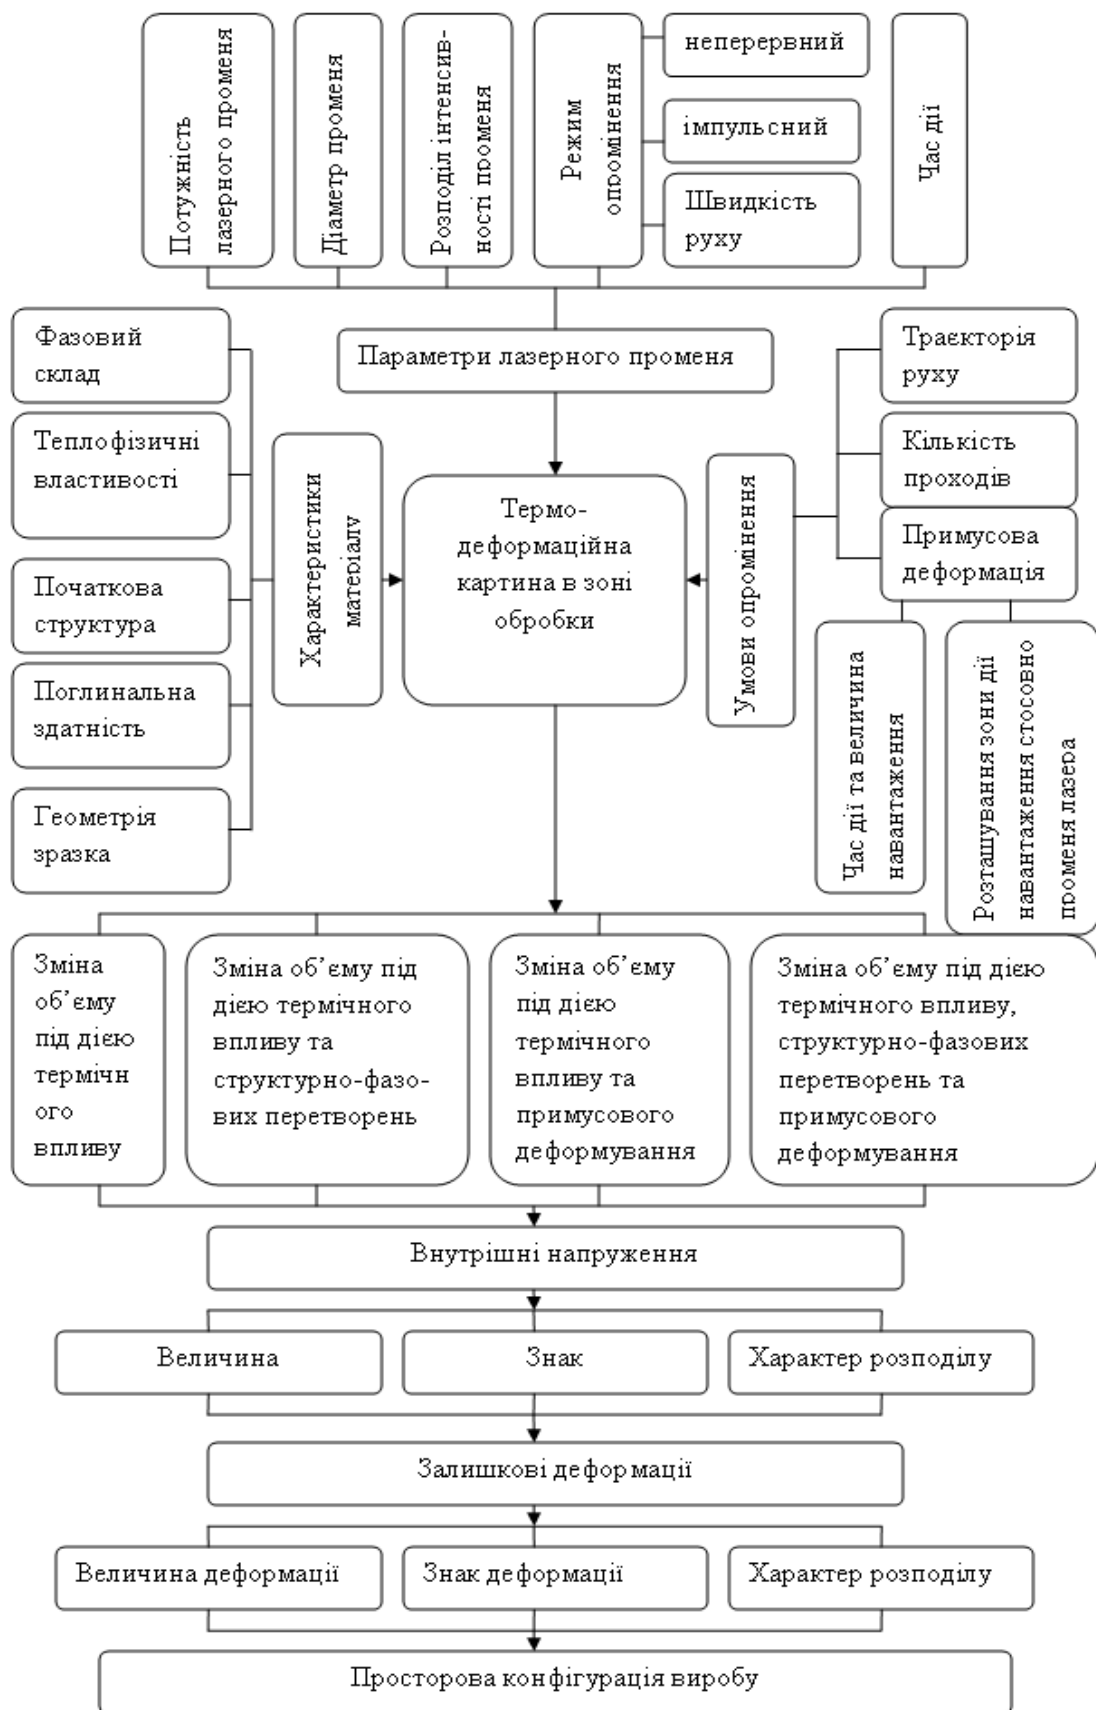 Потужність
лазерного променя
Діаметр променя
Розподіл інтенсив-
ності променя
Режим
опромінення
неперервний
імпульсний
Швидкість
руху
Час дії
Параметри лазерного променя
Фазовий
склад
Теплофізичні
властивості
Початкова
структура
Поглинальна
здатність
Геометрія
зразка
Характеристики
матеріалу
Термо-
деформаційна
картина в зоні
обробки
Умови опромінення
Траєкторія
руху
Кількість
проходів
Примусова
деформація
Час дії та величина
навантаження
Розташування зони дії
навантаження стосовно
променя лазера
Зміна
об’єму
під дією
термічн
ого
впливу
Зміна об’єму під
дією термічного
впливу та
структурно-фазо-
вих перетворень
Зміна об’єму
під дією
термічного
впливу та
примусового
деформування
Зміна об’єму під дією
термічного впливу,
структурно-фазових
перетворень та
примусового
деформування
Внутрішні напруження
Величина
Знак
Характер розподілу
Залишкові деформації
Величина деформації
Знак деформації
Характер розподілу
Просторова конфігурація виробу